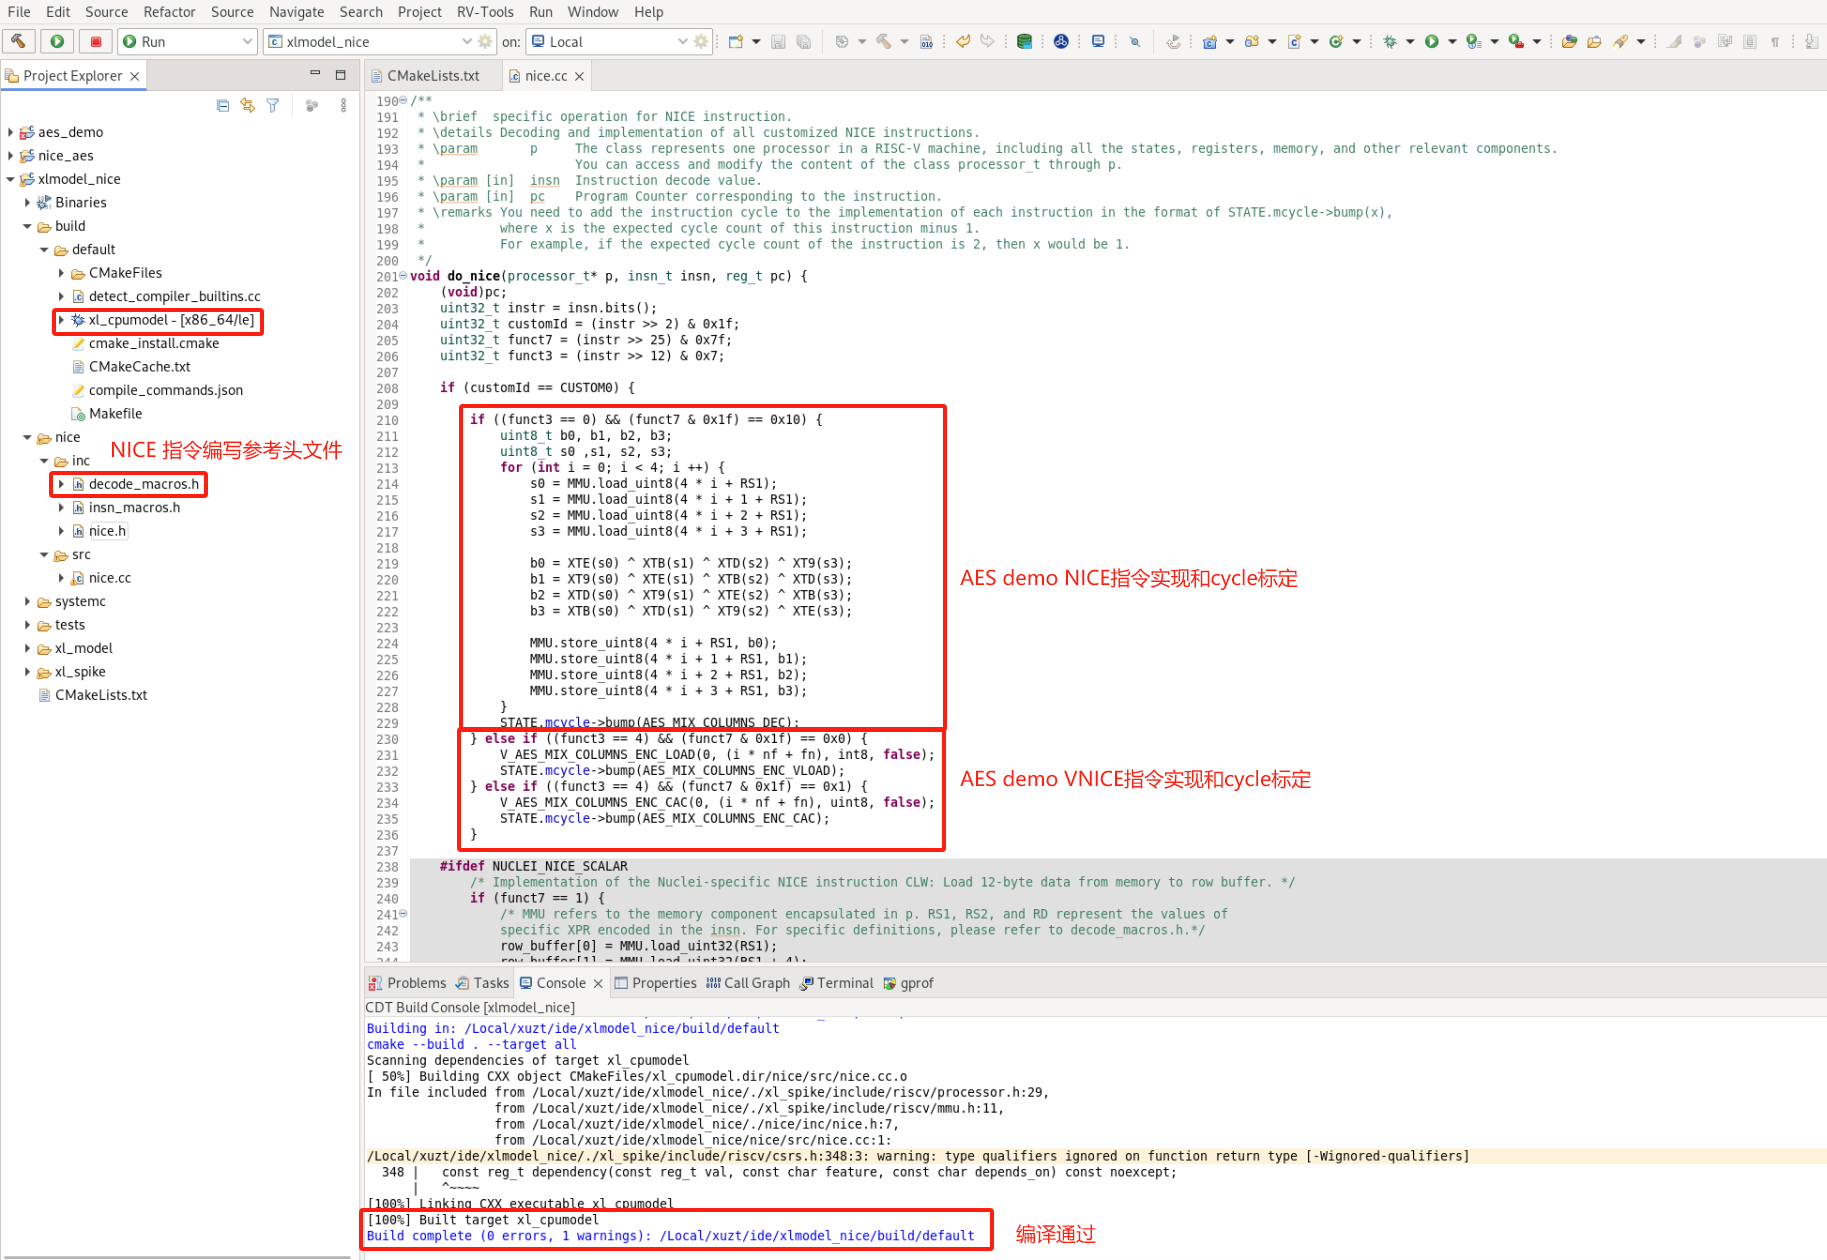 File Edit Source Refactor Source Navigate Search Project RV-Tools Run Window Help
Run xlmodel_nice on: Local
Project Explorer
aes_demo
nice_aes
xlmodel_nice
Binaries
build
default
CMakeFiles
detect_compiler_builtins.cc
xl_cpumodel - [x86_64/le]
cmake_install.cmake
CMakeCache.txt
compile_commands.json
Makefile
nice
NICE 指令编写参考头文件
inc
decode_macros.h
insn_macros.h
nice.h
src
nice.cc
systemc
tests
xl_model
xl_spike
CMakeLists.txt
CMakeLists.txt nice.cc
190 /**
191 * \brief specific operation for NICE instruction.
192 * \details Decoding and implementation of all customized NICE instructions.
193 * \param p The class represents one processor in a RISC-V machine, including all the states, registers, memory, and other relevant components.
194 * You can access and modify the content of the class processor_t through p.
195 * \param [in] insn Instruction decode value.
196 * \param [in] pc Program Counter corresponding to the instruction.
197 * \remarks You need to add the instruction cycle to the implementation of each instruction in the format of STATE.mcycle->bump(x),
198 * where x is the expected cycle count of this instruction minus 1.
199 * For example, if the expected cycle count of the instruction is 2, then x would be 1.
200 */
201 void do_nice(processor_t* p, insn_t insn, reg_t pc) {
202 (void)pc;
203 uint32_t instr = insn.bits();
204 uint32_t customId = (instr >> 2) & 0x1f;
205 uint32_t funct7 = (instr >> 25) & 0x7f;
206 uint32_t funct3 = (instr >> 12) & 0x7;
207
208 if (customId == CUSTOM0) {
209
210 if ((funct3 == 0) && (funct7 & 0x1f) == 0x10) {
211 uint8_t b0, b1, b2, b3;
212 uint8_t s0 ,s1, s2, s3;
213 for (int i = 0; i < 4; i ++) {
214 s0 = MMU.load_uint8(4 * i + RS1);
215 s1 = MMU.load_uint8(4 * i + 1 + RS1);
216 s2 = MMU.load_uint8(4 * i + 2 + RS1);
217 s3 = MMU.load_uint8(4 * i + 3 + RS1);
218
219 b0 = XTE(s0) ^ XTB(s1) ^ XTD(s2) ^ XT9(s3);
220 b1 = XT9(s0) ^ XTE(s1) ^ XTB(s2) ^ XTD(s3);
221 b2 = XTD(s0) ^ XT9(s1) ^ XTE(s2) ^ XTB(s3);
222 b3 = XTB(s0) ^ XTD(s1) ^ XT9(s2) ^ XTE(s3);
223
224 MMU.store_uint8(4 * i + RS1, b0);
225 MMU.store_uint8(4 * i + 1 + RS1, b1);
226 MMU.store_uint8(4 * i + 2 + RS1, b2);
227 MMU.store_uint8(4 * i + 3 + RS1, b3);
228 }
229 STATE.mcycle->bump(AES_MIX_COLUMNS_DEC);
230 } else if ((funct3 == 4) && (funct7 & 0x1f) == 0x0) {
231 V_AES_MIX_COLUMNS_ENC_LOAD(0, (i * nf + fn), int8, false);
232 STATE.mcycle->bump(AES_MIX_COLUMNS_ENC_VLOAD);
233 } else if ((funct3 == 4) && (funct7 & 0x1f) == 0x1) {
234 V_AES_MIX_COLUMNS_ENC_CAC(0, (i * nf + fn), uint8, false);
235 STATE.mcycle->bump(AES_MIX_COLUMNS_ENC_CAC);
236 }
237
238 #ifdef NUCLEI_NICE_SCALAR
239 /* Implementation of the Nuclei-specific NICE instruction CLW: Load 12-byte data from memory to row buffer. */
240 if (funct7 == 1) {
241 /* MMU refers to the memory component encapsulated in p. RS1, RS2, and RD represent the values of
242 specific XPR encoded in the insn. For specific definitions, please refer to decode_macros.h.*/
243 row_buffer[0] = MMU.load_uint32(RS1);
244 row_buffer[1] = MMU.load_uint32(RS1 + 4);
AES demo NICE指令实现和cycle标定
AES demo VNICE指令实现和cycle标定
Problems Tasks Console Properties Call Graph Terminal gprof
CDT Build Console [xlmodel_nice]
Building in: /Local/xuzt/ide/xlmodel_nice/build/default
cmake --build . --target all
Scanning dependencies of target xl_cpumodel
[ 50%] Building CXX object CMakeFiles/xl_cpumodel.dir/nice/src/nice.cc.o
In file included from /Local/xuzt/ide/xlmodel_nice/./xl_spike/include/riscv/processor.h:29,
from /Local/xuzt/ide/xlmodel_nice/./xl_spike/include/riscv/mmu.h:11,
from /Local/xuzt/ide/xlmodel_nice/./nice/inc/nice.h:7,
from /Local/xuzt/ide/xlmodel_nice/nice/src/nice.cc:1:
/Local/xuzt/ide/xlmodel_nice/./xl_spike/include/riscv/csrs.h:348:3: warning: type qualifiers ignored on function return type [-Wignored-qualifiers]
348 | const reg_t dependency(const reg_t val, const char feature, const char depends_on) const noexcept;
| ^~~~~
[100%] Linking CXX executable xl_cpumodel
[100%] Built target xl_cpumodel
Build complete (0 errors, 1 warnings): /Local/xuzt/ide/xlmodel_nice/build/default
编译通过